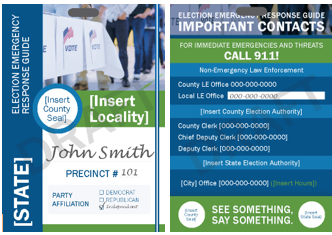 ELECTION EMERGENCY
RESPONSE GUIDE
[STATE]
VOTE
VOTE
[Insert
County
Seal]
[Insert
Locality]
John Smith
PRECINCT # 101
PARTY
AFFILIATION
DEMOCRAT
REPUBLICAN
Independent
DRAFT
ELECTION EMERGENCY RESPONSE GUIDE
IMPORTANT CONTACTS
FOR IMMEDIATE EMERGENCIES AND THREATS
CALL 911!
Non-Emergency Law Enforcement
County LE Office 000-000-0000
Local LE Office 000-000-0000
[Insert County Election Authority]
County Clerk [000-000-0000]
Chief Deputy Clerk [000-000-0000]
Deputy Clerk [000-000-0000]
[Insert State Election Authority]
[City] Office [000-000-0000] ([Insert Hours])
[Insert
County
Seal]
SEE SOMETHING,
SAY SOMETHING.
[Insert
State Seal]